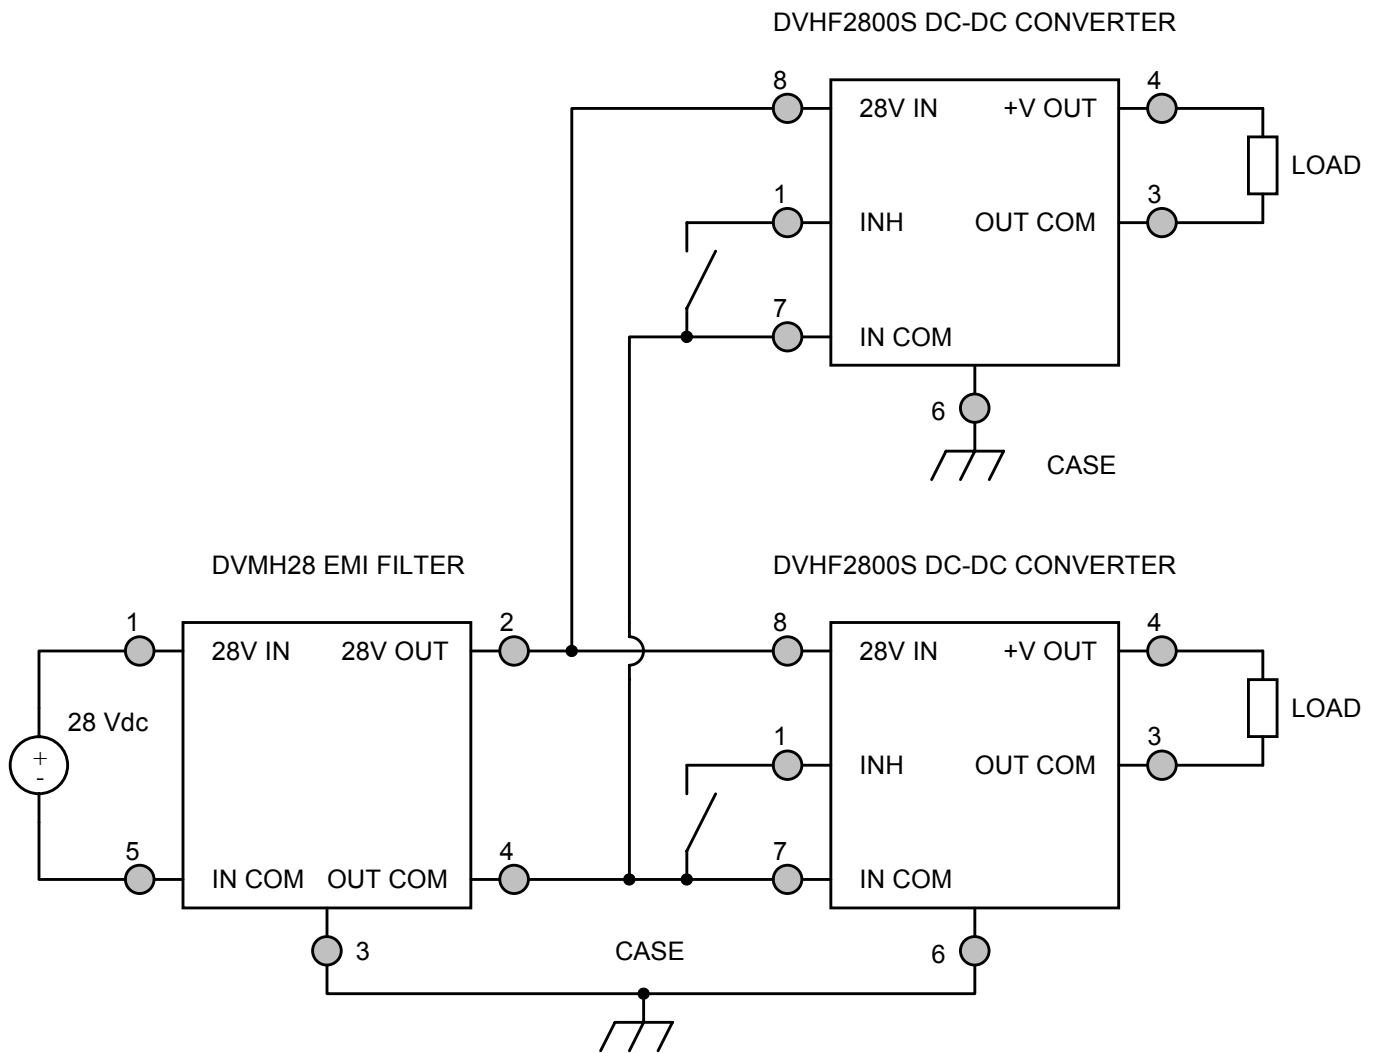 DVHF2800S DC-DC CONVERTER
8
28V IN
+V OUT
4
LOAD
1
INH
OUT COM
3
7
IN COM
6
CASE
DVMH28 EMI FILTER
1
28V IN
28V OUT
2
28 Vdc
+
-
5
IN COM
OUT COM
4
3
CASE
DVHF2800S DC-DC CONVERTER
8
28V IN
+V OUT
4
LOAD
1
INH
OUT COM
3
7
IN COM
6